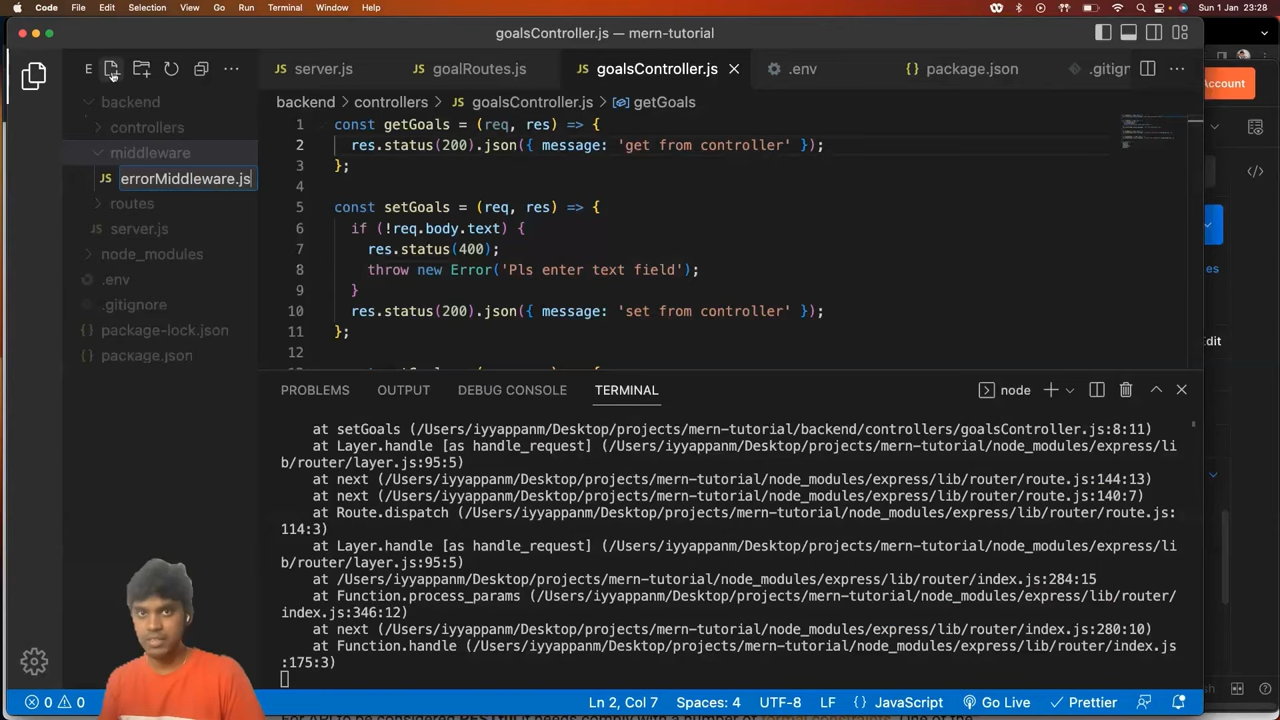 Code File Edit Selection View Go Run Terminal Window Help
Sun 1 Jan 23:28
goalsController.js — mern-tutorial
E
JS server.js JS goalRoutes.js JS goalsController.js .env package.json .gitign
Account
backend
controllers
middleware
JS errorMiddleware.js
routes
JS server.js
node_modules
.env
.gitignore
package-lock.json
package.json
backend > controllers > JS goalsController.js > getGoals
1 const getGoals = (req, res) => {
2 res.status(200).json({ message: 'get from controller' });
3 };
4
5 const setGoals = (req, res) => {
6 if (!req.body.text) {
7 res.status(400);
8 throw new Error('Pls enter text field');
9 }
10 res.status(200).json({ message: 'set from controller' });
11 };
12
Edit
PROBLEMS OUTPUT DEBUG CONSOLE TERMINAL node
at setGoals (/Users/iyyappanm/Desktop/projects/mern-tutorial/backend/controllers/goalsController.js:8:11)
at Layer.handle [as handle_request] (/Users/iyyappanm/Desktop/projects/mern-tutorial/node_modules/express/li
b/router/layer.js:95:5)
at next (/Users/iyyappanm/Desktop/projects/mern-tutorial/node_modules/express/lib/router/route.js:144:13)
at next (/Users/iyyappanm/Desktop/projects/mern-tutorial/node_modules/express/lib/router/route.js:140:7)
at Route.dispatch (/Users/iyyappanm/Desktop/projects/mern-tutorial/node_modules/express/lib/router/route.js:
114:3)
at Layer.handle [as handle_request] (/Users/iyyappanm/Desktop/projects/mern-tutorial/node_modules/express/li
b/router/layer.js:95:5)
at /Users/iyyappanm/Desktop/projects/mern-tutorial/node_modules/express/lib/router/index.js:284:15
at Function.process_params (/Users/iyyappanm/Desktop/projects/mern-tutorial/node_modules/express/lib/router/
index.js:346:12)
at next (/Users/iyyappanm/Desktop/projects/mern-tutorial/node_modules/express/lib/router/index.js:280:10)
at Function.handle (/Users/iyyappanm/Desktop/projects/mern-tutorial/node_modules/express/lib/router/index.js
:175:3)
0 0 Ln 2, Col 7 Spaces: 4 UTF-8 LF {} JavaScript Go Live Prettier